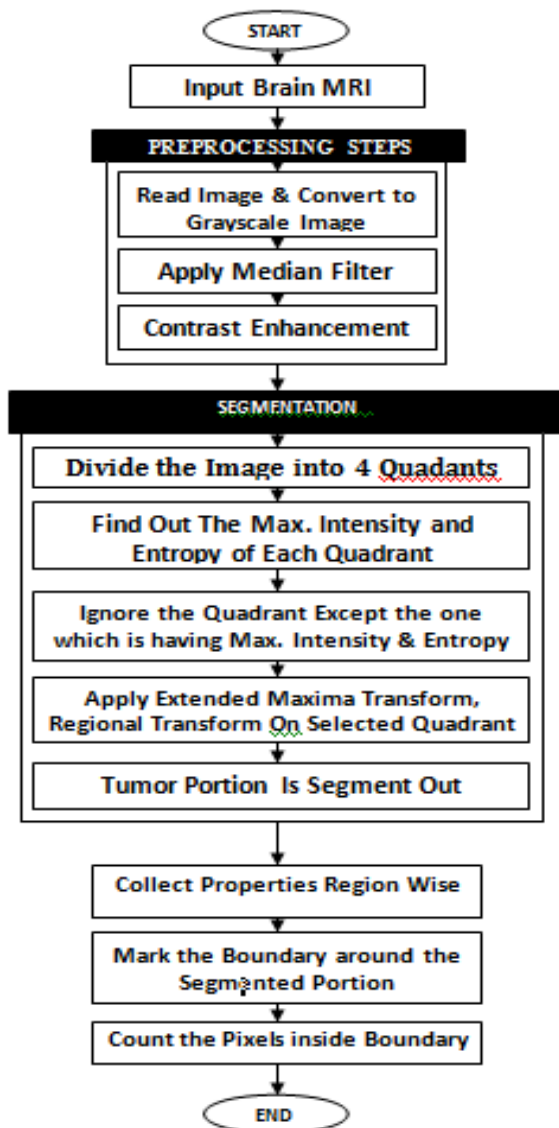 START
Input Brain MRI
PREPROCESSING STEPS
Read Image & Convert to
Grayscale Image
Apply Median Filter
Contrast Enhancement
SEGMENTATION
Divide the Image into 4 Quadants
Find Out The Max. Intensity and
Entropy of Each Quadrant
Ignore the Quadrant Except the one
which is having Max. Intensity & Entropy
Apply Extended Maxima Transform,
Regional Transform On Selected Quadrant
Tumor Portion Is Segment Out
Collect Properties Region Wise
Mark the Boundary around the
Segmented Portion
Count the Pixels inside Boundary
END